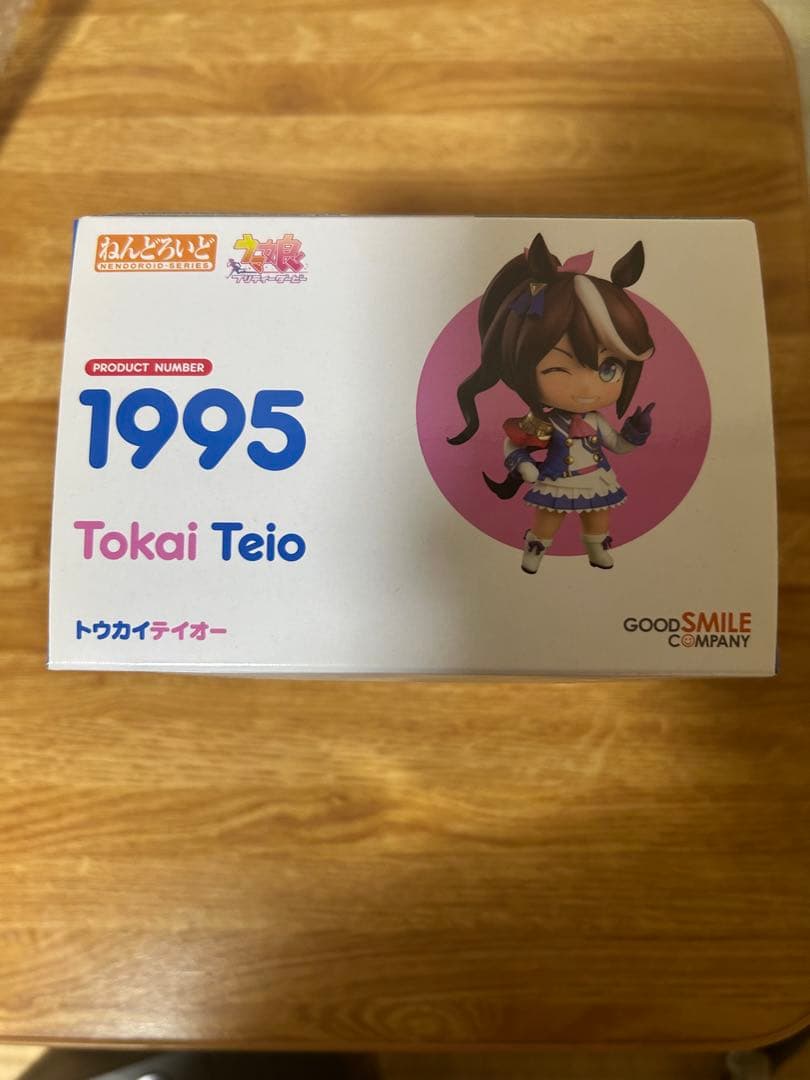 ねんどろいど
NENDOROID-SERIES
ウマ娘
プリティーダービー
PRODUCT NUMBER
1995
Tokai Teio
トウカイテイオー
GOOD SMILE
COMPANY